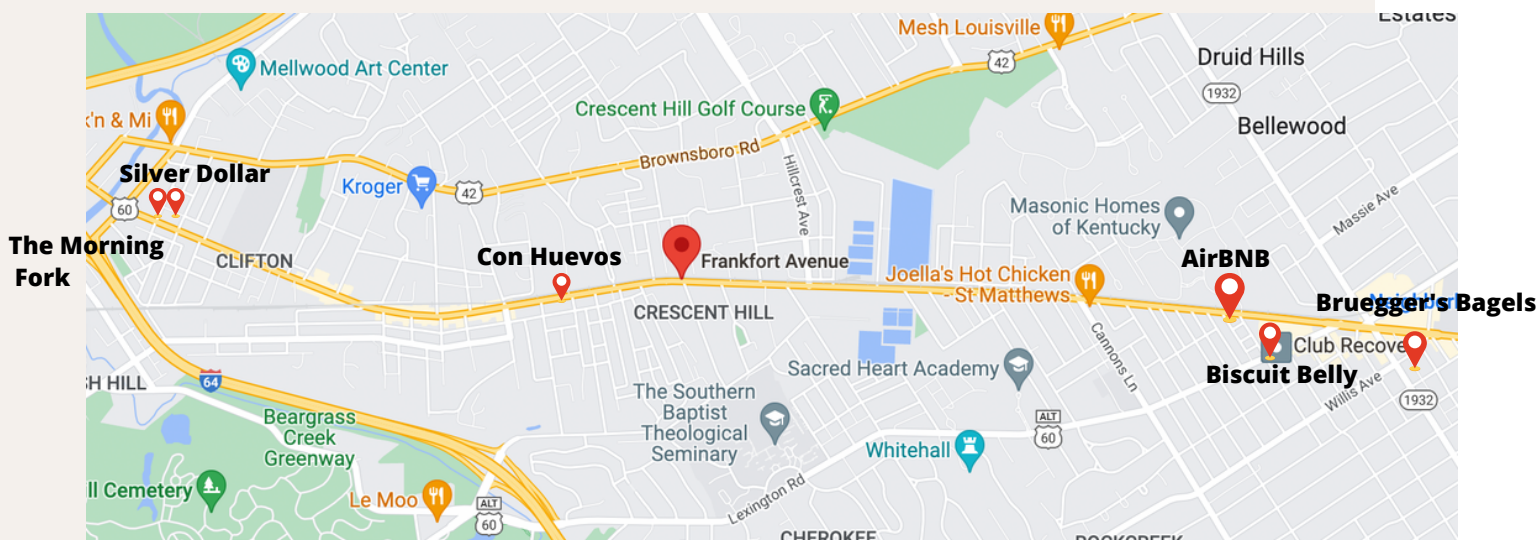 Estates
Mesh Louisville
42
Druid Hills
Mellwood Art Center
1932
Crescent Hill Golf Course
k'n & Mi
Bellewood
Brownsboro Rd
Silver Dollar
Kroger
42
Hillcrest Ave
Massie Ave
60
Masonic Homes
of Kentucky
The Morning
Fork
CLIFTON
Con Huevos
Frankfort Avenue
AirBNB
Joella's Hot Chicken
- St Matthews
Bruegger's Bagels
CRESCENT HILL
Club Recove
Cannons Ln
Biscuit Belly
Willis Ave
1932
SH HILL
64
Sacred Heart Academy
The Southern
Baptist
Theological
Seminary
Beargrass
Creek
Greenway
ALT
60
Whitehall
ll Cemetery
Le Moo
ALT
60
Lexington Rd
CHEROKEE
ROCKCREEK